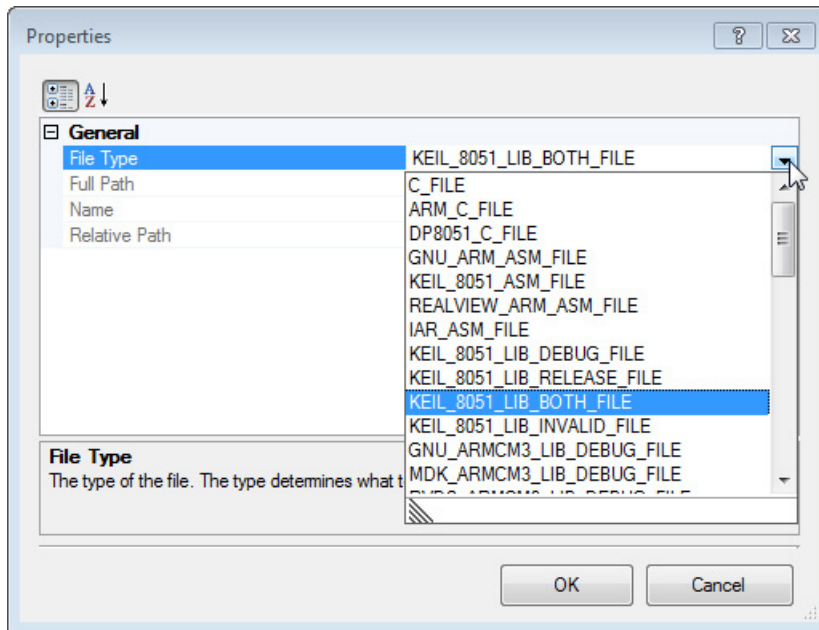 Properties
General
File Type KEIL_8051_LIB_BOTH_FILE
Full Path
Name
Relative Path
C_FILE
ARM_C_FILE
DP8051_C_FILE
GNU_ARM_ASM_FILE
KEIL_8051_ASM_FILE
REALVIEW_ARM_ASM_FILE
IAR_ASM_FILE
KEIL_8051_LIB_DEBUG_FILE
KEIL_8051_LIB_RELEASE_FILE
KEIL_8051_LIB_BOTH_FILE
KEIL_8051_LIB_INVALID_FILE
GNU_ARMCM3_LIB_DEBUG_FILE
MDK_ARMCM3_LIB_DEBUG_FILE
File Type
The type of the file. The type determines what t
OK Cancel